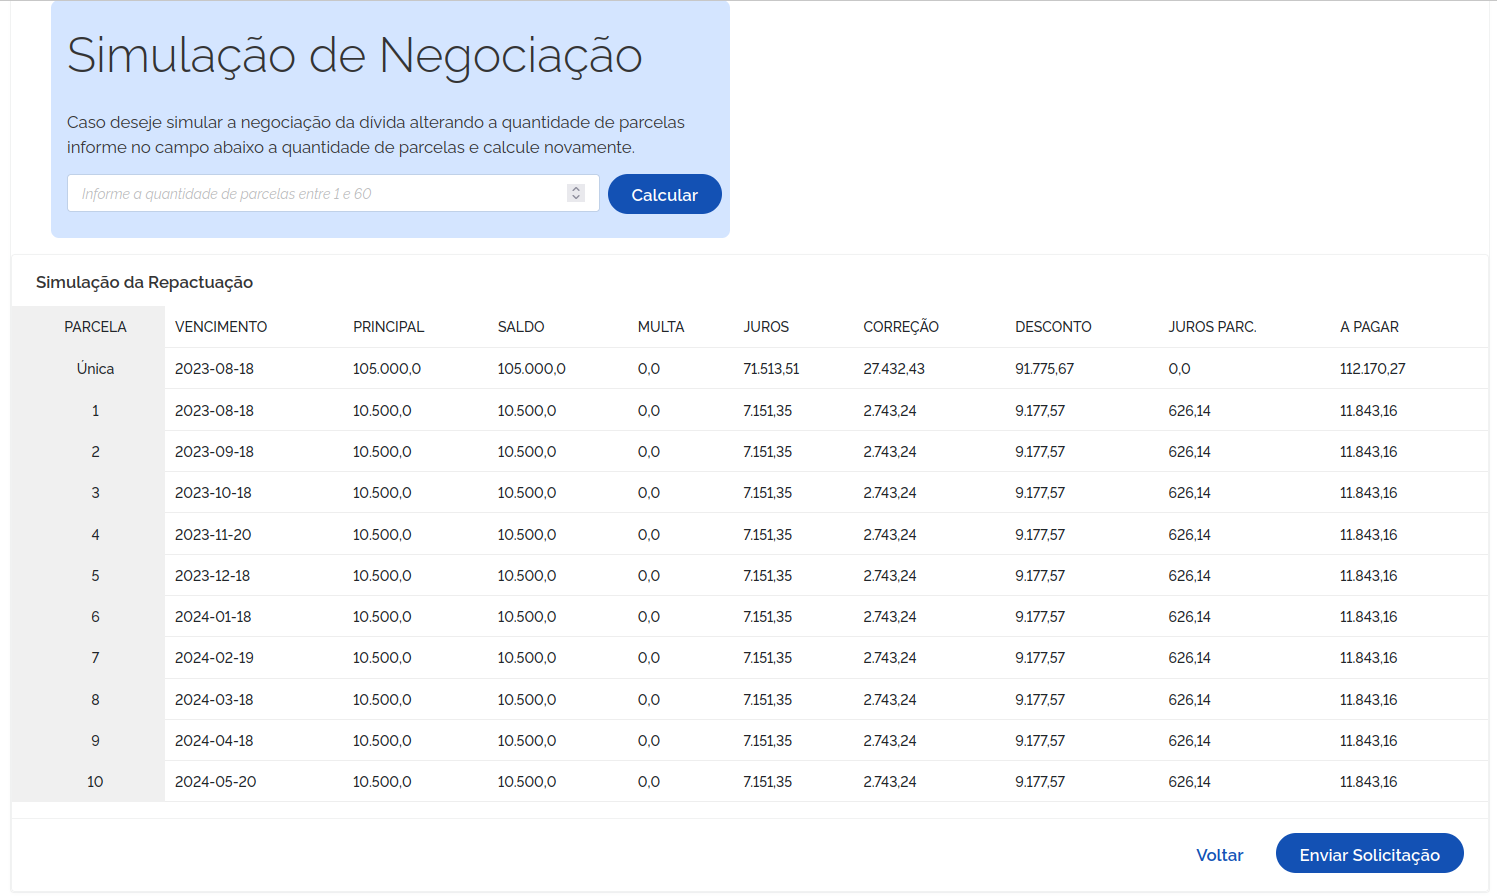 Simulação de Negociação
Caso deseje simular a negociação da dívida alterando a quantidade de parcelas
informe no campo abaixo a quantidade de parcelas e calcule novamente.
Informe a quantidade de parcelas entre 1 e 60 Calcular
Simulação da Repactuação
PARCELA VENCIMENTO PRINCIPAL SALDO MULTA JUROS CORREÇÃO DESCONTO JUROS PARC. A PAGAR
Única 2023-08-18 105.000,0 105.000,0 0,0 71.513,51 27.432,43 91.775,67 0,0 112.170,27
1 2023-08-18 10.500,0 10.500,0 0,0 7.151,35 2.743,24 9.177,57 626,14 11.843,16
2 2023-09-18 10.500,0 10.500,0 0,0 7.151,35 2.743,24 9.177,57 626,14 11.843,16
3 2023-10-18 10.500,0 10.500,0 0,0 7.151,35 2.743,24 9.177,57 626,14 11.843,16
4 2023-11-20 10.500,0 10.500,0 0,0 7.151,35 2.743,24 9.177,57 626,14 11.843,16
5 2023-12-18 10.500,0 10.500,0 0,0 7.151,35 2.743,24 9.177,57 626,14 11.843,16
6 2024-01-18 10.500,0 10.500,0 0,0 7.151,35 2.743,24 9.177,57 626,14 11.843,16
7 2024-02-19 10.500,0 10.500,0 0,0 7.151,35 2.743,24 9.177,57 626,14 11.843,16
8 2024-03-18 10.500,0 10.500,0 0,0 7.151,35 2.743,24 9.177,57 626,14 11.843,16
9 2024-04-18 10.500,0 10.500,0 0,0 7.151,35 2.743,24 9.177,57 626,14 11.843,16
10 2024-05-20 10.500,0 10.500,0 0,0 7.151,35 2.743,24 9.177,57 626,14 11.843,16
Voltar Enviar Solicitação